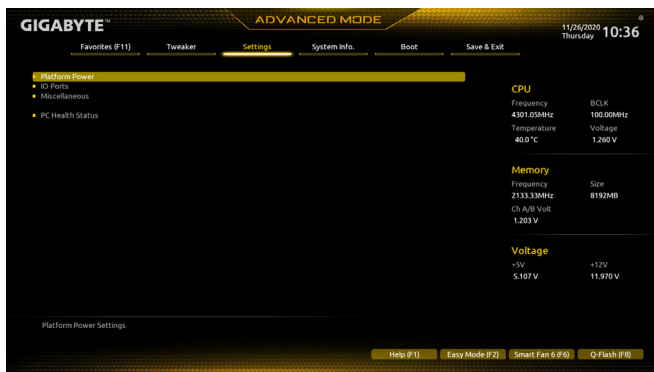 GIGABYTE™
ADVANCED MODE
11/26/2020
Thursday
10:36
Favorites (F11) Tweaker Settings System Info. Boot Save & Exit
Platform Power
IO Ports
Miscellaneous
PC Health Status
CPU
Frequency BCLK
4301.05MHz 100.00MHz
Temperature Voltage
40.0 °C 1.260 V
Memory
Frequency Size
2133.33MHz 8192MB
Ch A/B Volt
1.203 V
Voltage
+5V +12V
5.107 V 11.970 V
Platform Power Settings
Help (F1) Easy Mode (F2) Smart Fan 6 (F6) Q-Flash (F8)